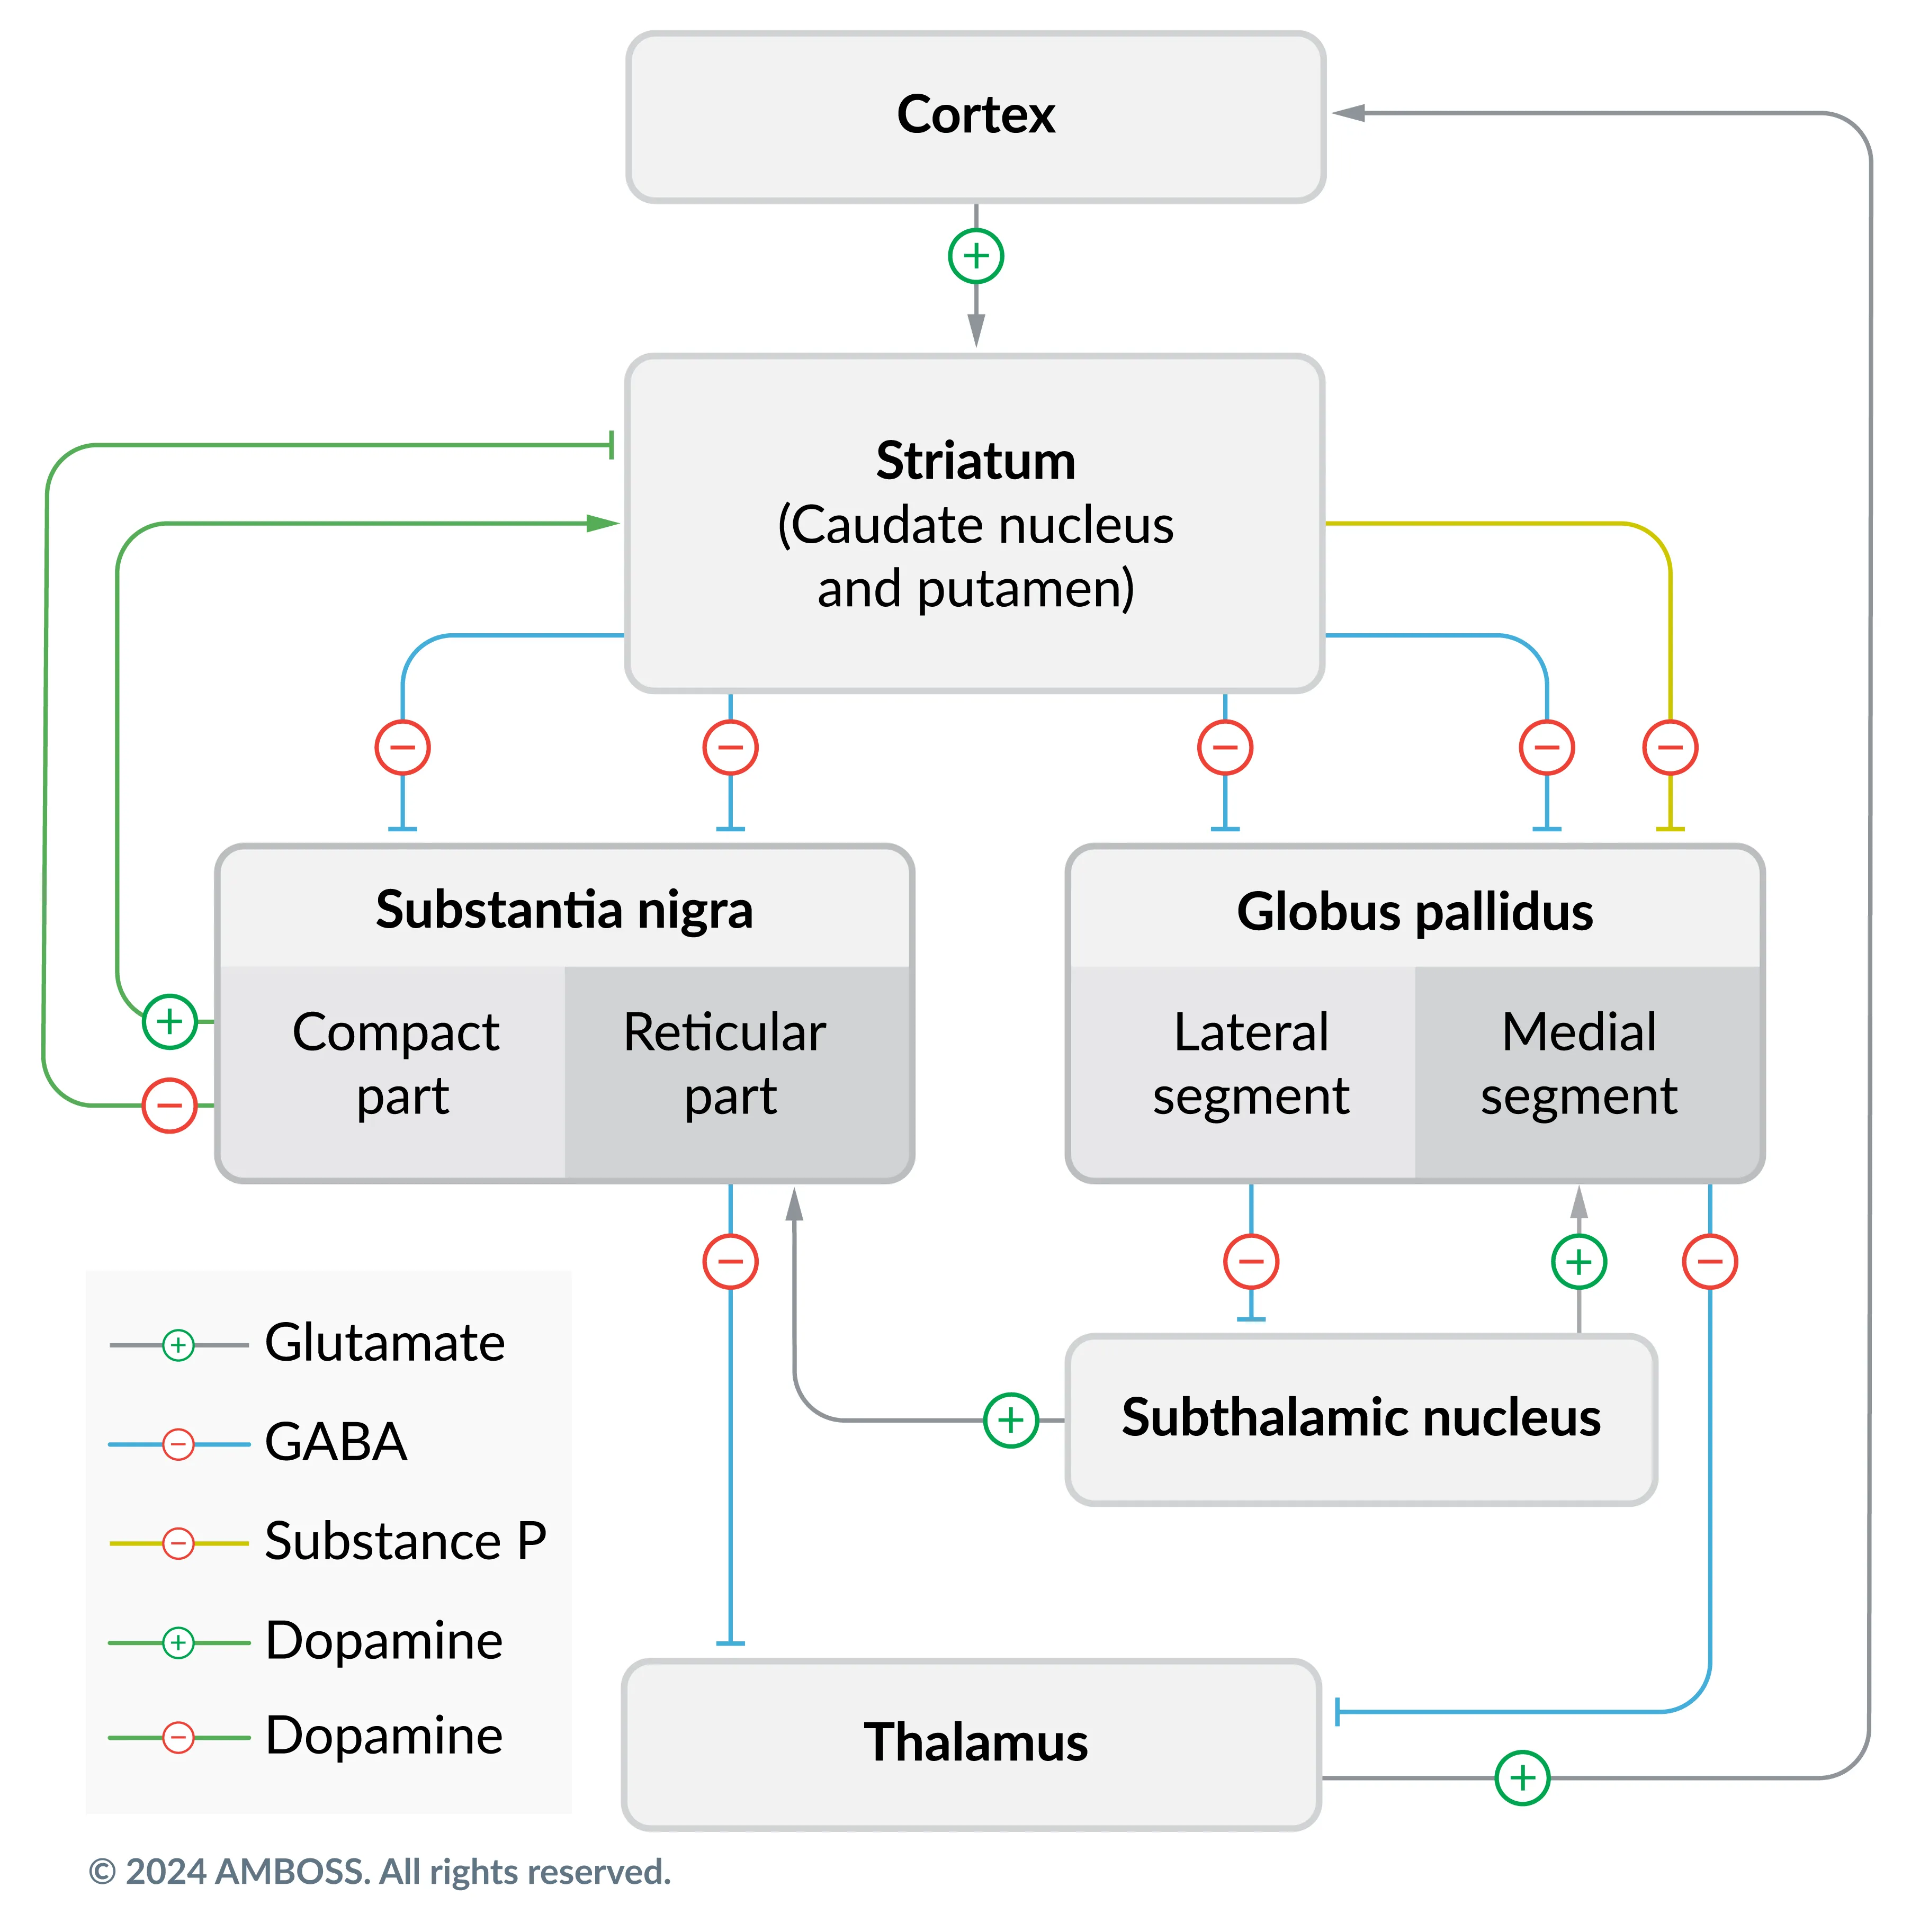 Cortex
Striatum
(Caudate nucleus
and putamen)
Substantia nigra
Compact
part
Reticular
part
Globus pallidus
Lateral
segment
Medial
segment
Subthalamic nucleus
Thalamus
Glutamate
GABA
Substance P
Dopamine
Dopamine
© 2024 AMBOSS. All rights reserved.